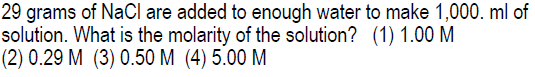 29 grams of NaCl are added to enough water to make 1,000. ml of
solution. What is the molarity of the solution? (1) 1.00 M
(2) 0.29 M (3) 0.50 M (4) 5.00 M